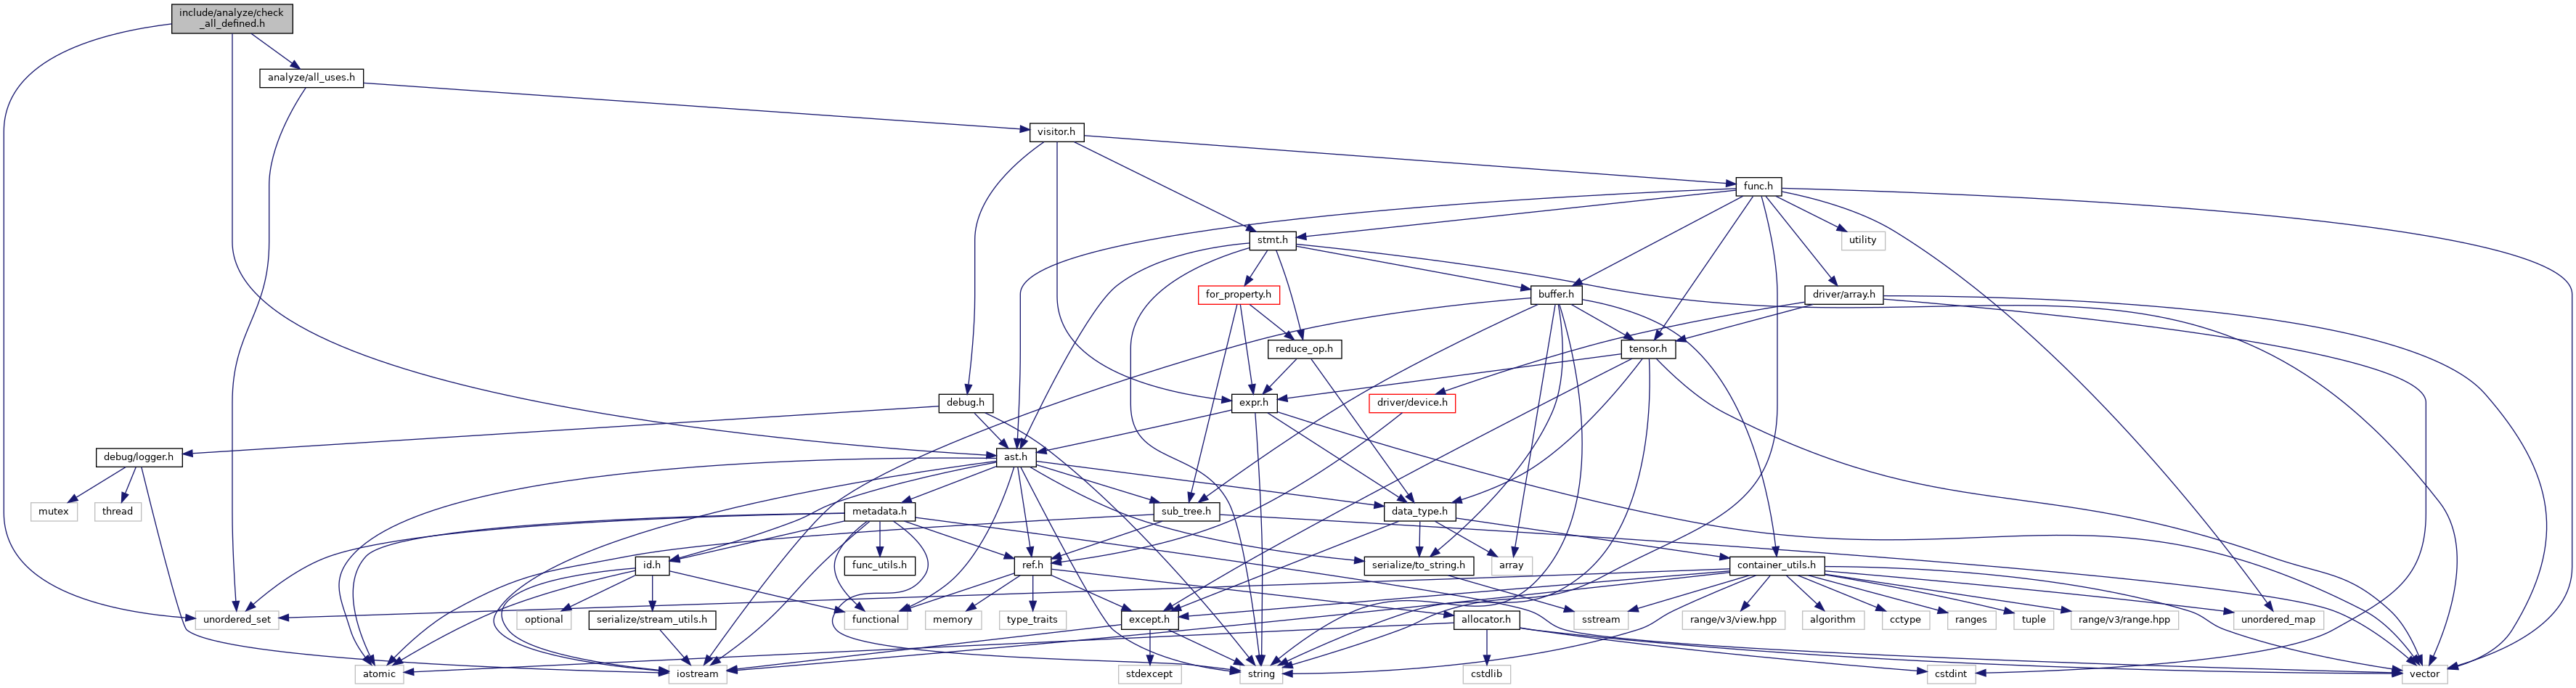 include/analyze/check
_all_defined.h
analyze/all_uses.h
visitor.h
func.h
stmt.h
utility
for_property.h
buffer.h
driver/array.h
reduce_op.h
tensor.h
debug.h
expr.h
driver/device.h
debug/logger.h
ast.h
mutex
thread
metadata.h
sub_tree.h
data_type.h
id.h
func_utils.h
ref.h
serialize/to_string.h
array
container_utils.h
unordered_set
optional
serialize/stream_utils.h
functional
memory
type_traits
except.h
allocator.h
sstream
range/v3/view.hpp
algorithm
cctype
ranges
tuple
range/v3/range.hpp
unordered_map
atomic
iostream
stdexcept
string
cstdlib
cstdint
vector